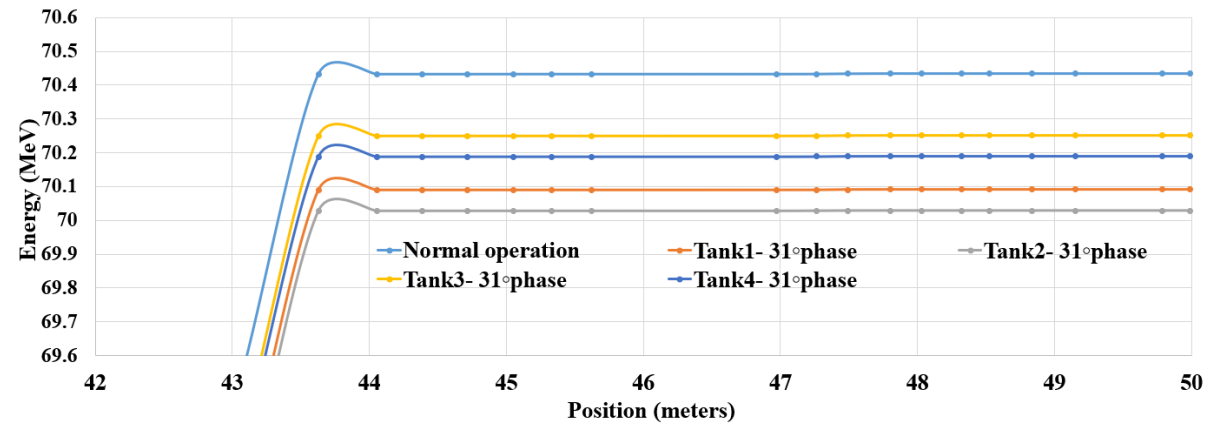 70.6
70.5
70.4
70.3
70.2
70.1
70
69.9
69.8
69.7
69.6
Energy (MeV)
Normal operation Tank1- 31◦phase Tank2- 31◦phase
Tank3- 31◦phase Tank4- 31◦phase
42 43 44 45 46 47 48 49 50
Position (meters)